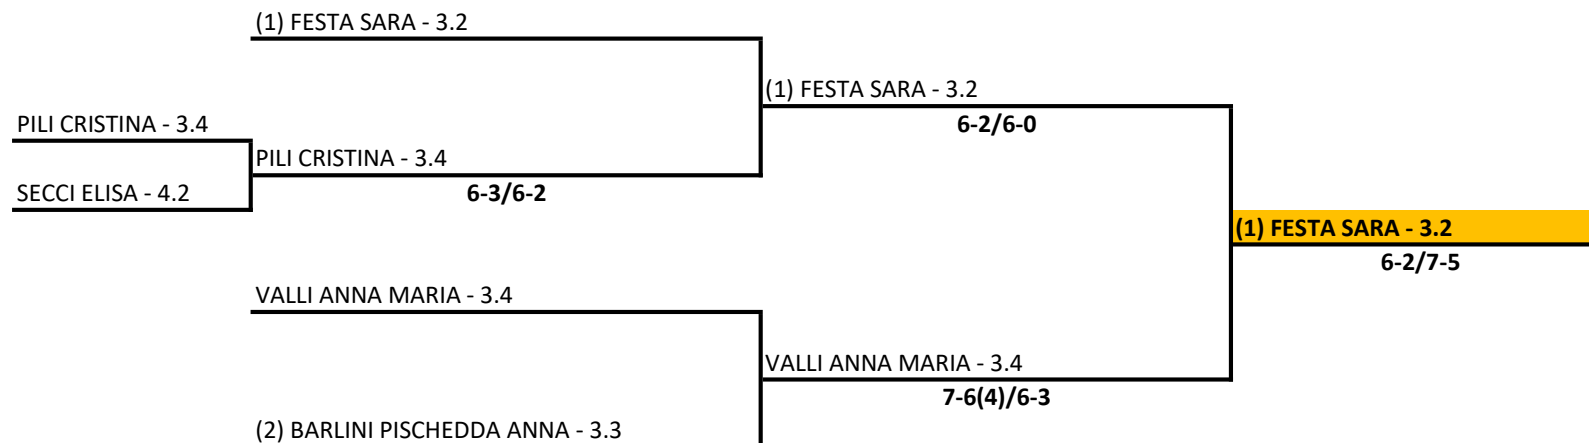 (1) FESTA SARA - 3.2
(1) FESTA SARA - 3.2
6-2/6-0
PILI CRISTINA - 3.4
PILI CRISTINA - 3.4
6-3/6-2
SECCI ELISA - 4.2
(1) FESTA SARA - 3.2
6-2/7-5
VALLI ANNA MARIA - 3.4
VALLI ANNA MARIA - 3.4
7-6(4)/6-3
(2) BARLINI PISCHEDDA ANNA - 3.3